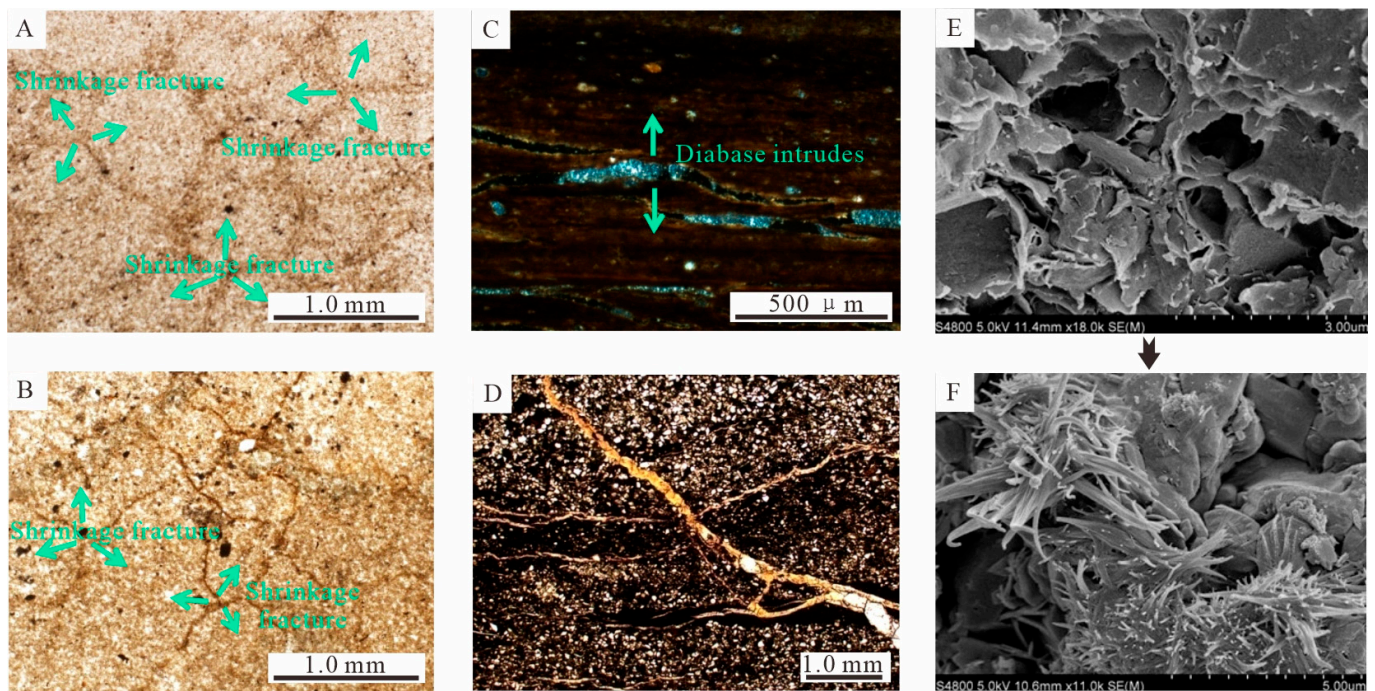 A
Shrinkage fracture
Shrinkage fracture
Shrinkage fracture
1.0 mm
B
Shrinkage fracture
Shrinkage
fracture
1.0 mm
C
Diabase intrudes
500 μm
D
1.0 mm
E
S4800 5.0kV 11.4mm x18.0k SE(M)
3.00um
F
S4800 5.0kV 10.6mm x11.0k SE(M)
5.00um